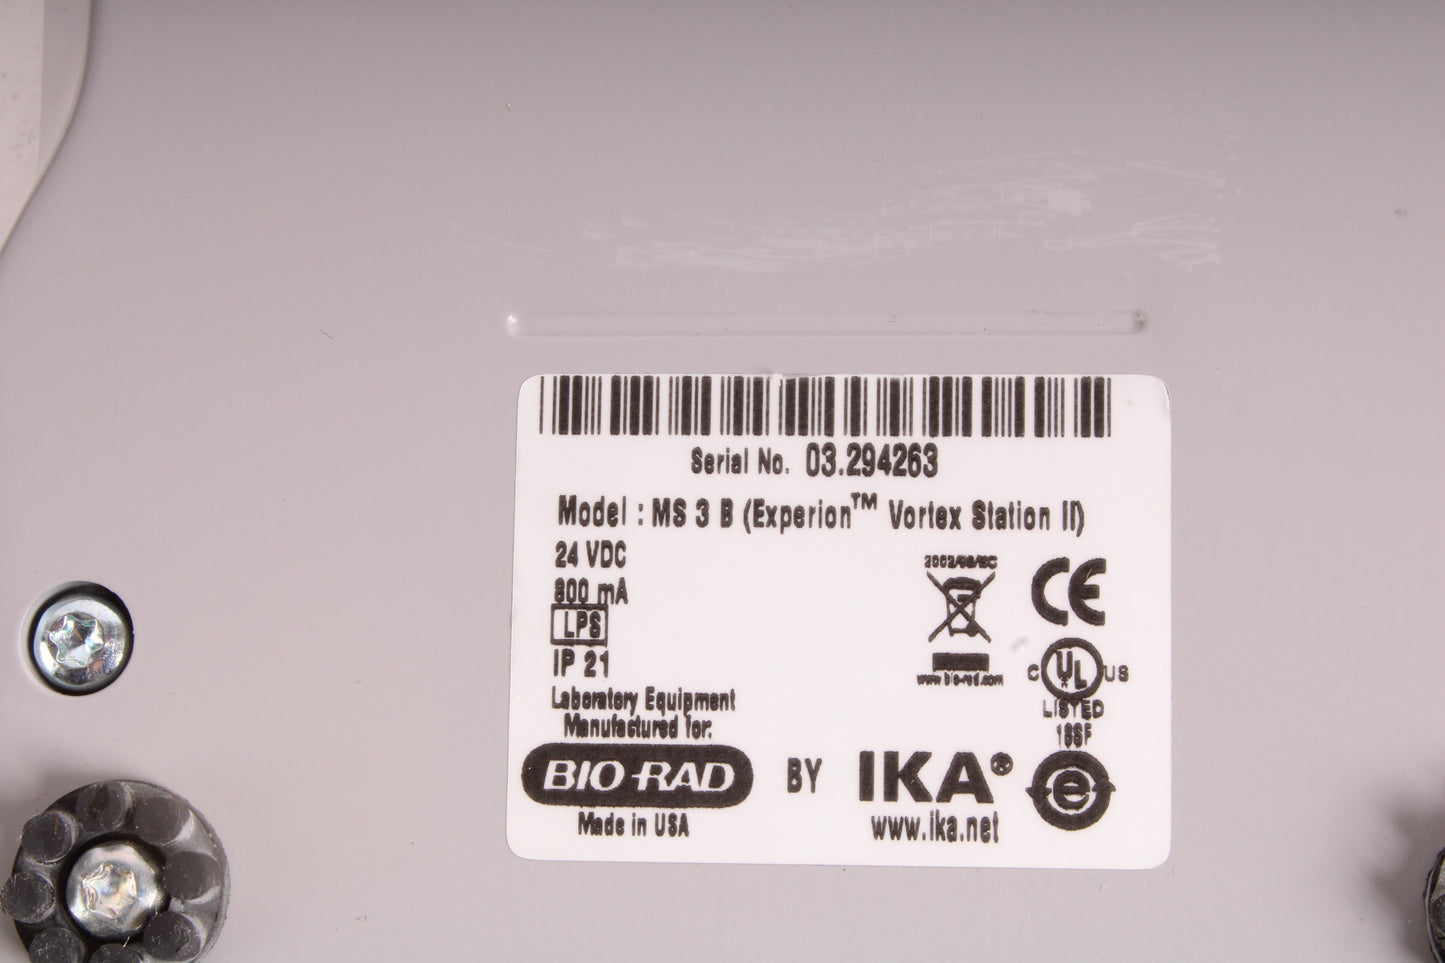 Serial No. 03.294263
Model : MS 3 B (Experion™ Vortex Station II)
24 VDC
800 mA
LPS
IP 21
Laboratory Equipment
Manufactured for:
BIO-RAD BY IKA®
Made in USA
www.ika.net
2002/96/EC
www.bio-rad.com
CE
C UL US
LISTED
e